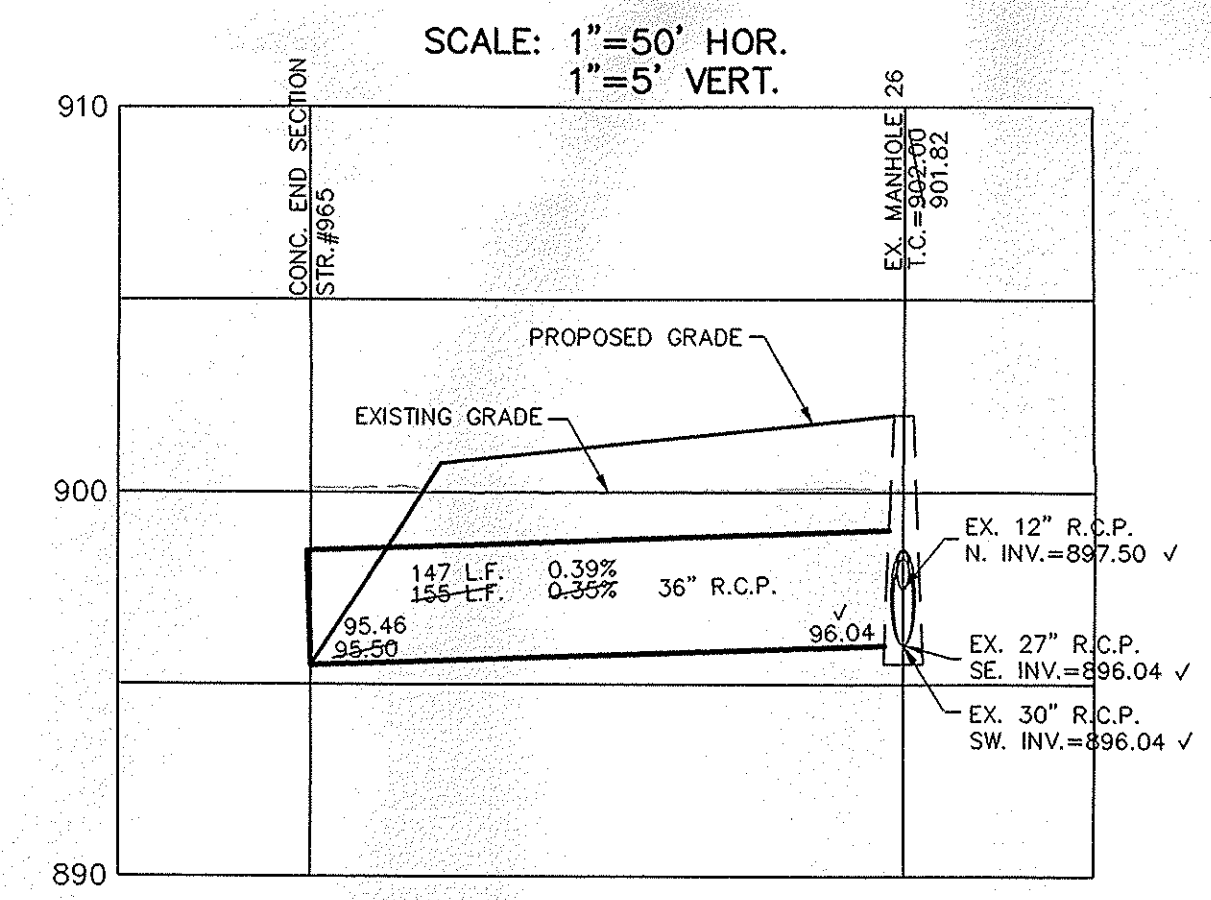 SCALE: 1"=50' HOR.
1"=5' VERT.
910
CONC. END SECTION
STR.#965
EX. MANHOLE 26
T.C.=902.00
901.82
PROPOSED GRADE
EXISTING GRADE
900
EX. 12" R.C.P.
N. INV.=897.50 ✓
147 L.F. 0.39%
155 L.F. 0.35% 36" R.C.P.
95.46
95.50
✓
96.04
EX. 27" R.C.P.
SE. INV.=896.04 ✓
EX. 30" R.C.P.
SW. INV.=896.04 ✓
890